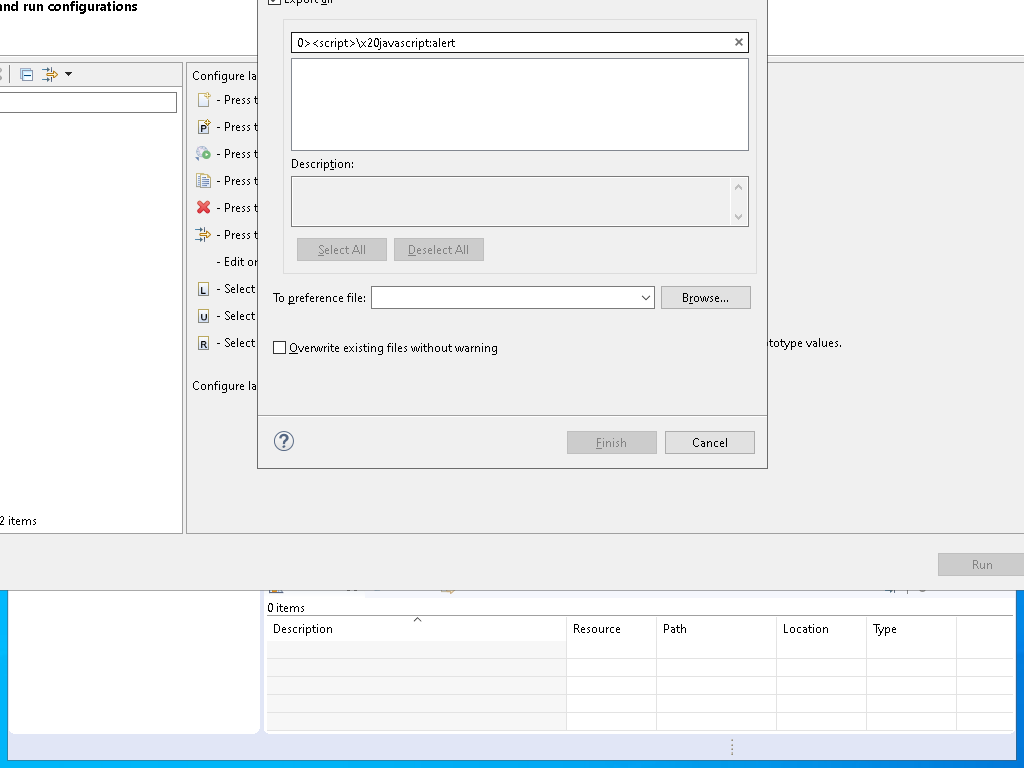 and run configurations
Export all
0><script>\x20javascript:alert
Configure la
- Press t
- Press t
- Press t
- Press t
- Press t
- Press t
- Edit or
- Select
- Select
- Select
totype values.
Configure la
Description:
Select All
Deselect All
To preference file:
Browse...
Overwrite existing files without warning
Finish
Cancel
2 items
Run
0 items
Description
Resource
Path
Location
Type